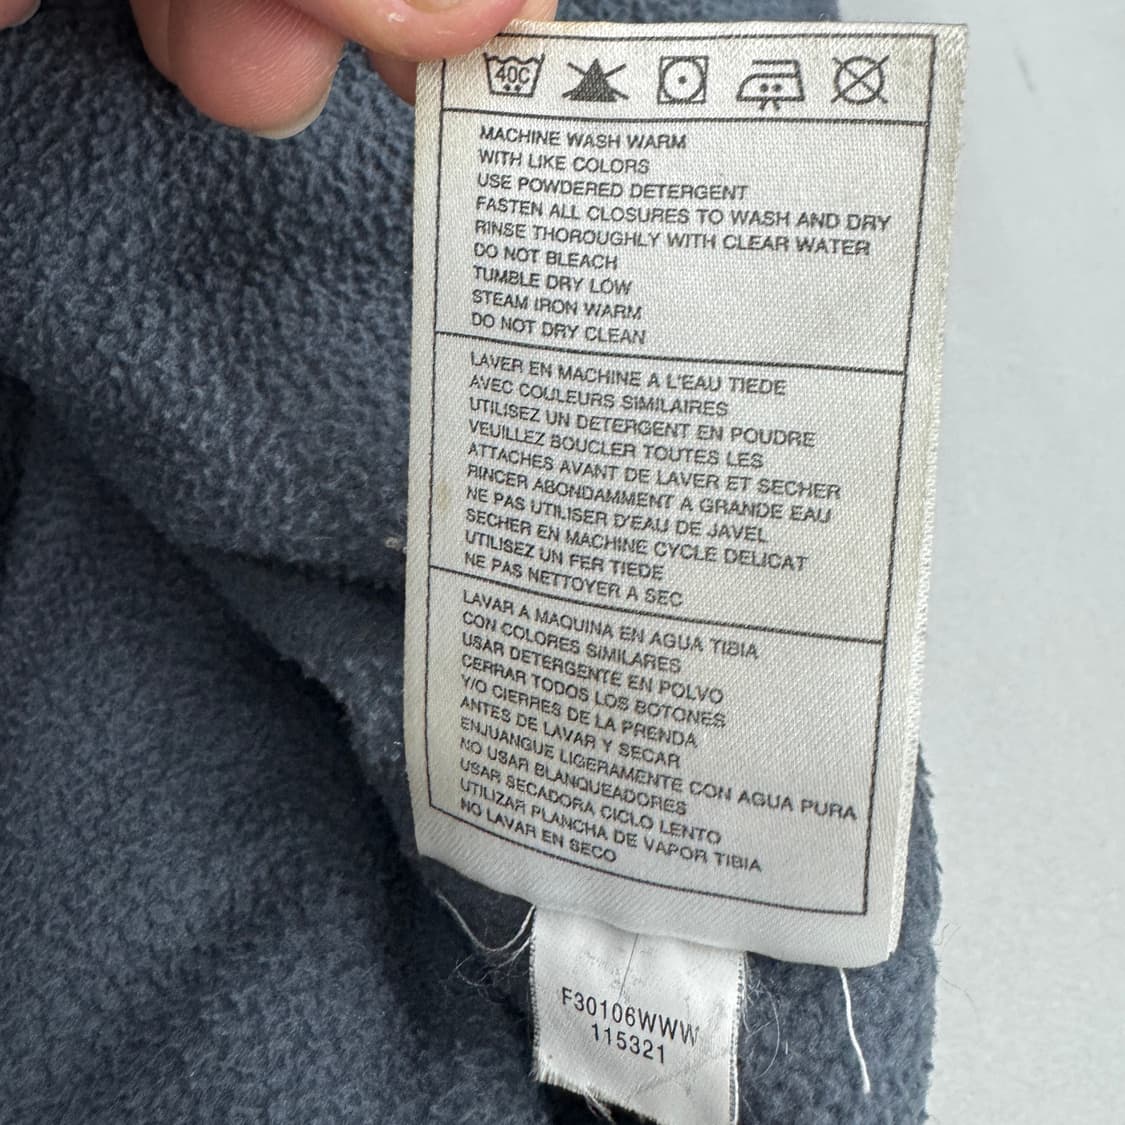 40C
MACHINE WASH WARM
WITH LIKE COLORS
USE POWDERED DETERGENT
FASTEN ALL CLOSURES TO WASH AND DRY
RINSE THOROUGHLY WITH CLEAR WATER
DO NOT BLEACH
TUMBLE DRY LOW
STEAM IRON WARM
DO NOT DRY CLEAN
LAVER EN MACHINE A L'EAU TIEDE
AVEC COULEURS SIMILAIRES
UTILISEZ UN DETERGENT EN POUDRE
VEUILLEZ BOUCLER TOUTES LES
ATTACHES AVANT DE LAVER ET SECHER
RINCER ABONDAMMENT A GRANDE EAU
NE PAS UTILISER D'EAU DE JAVEL
SECHER EN MACHINE CYCLE DELICAT
UTILISEZ UN FER TIEDE
NE PAS NETTOYER A SEC
LAVAR A MAQUINA EN AGUA TIBIA
CON COLORES SIMILARES
USAR DETERGENTE EN POLVO
CERRAR TODOS LOS BOTONES
Y/O CIERRES DE LA PRENDA
ANTES DE LAVAR Y SECAR
ENJUANGUE LIGERAMENTE CON AGUA PURA
NO USAR BLANQUEADORES
USAR SECADORA CICLO LENTO
UTILIZAR PLANCHA DE VAPOR TIBIA
NO LAVAR EN SECO
F30106WWW
115321